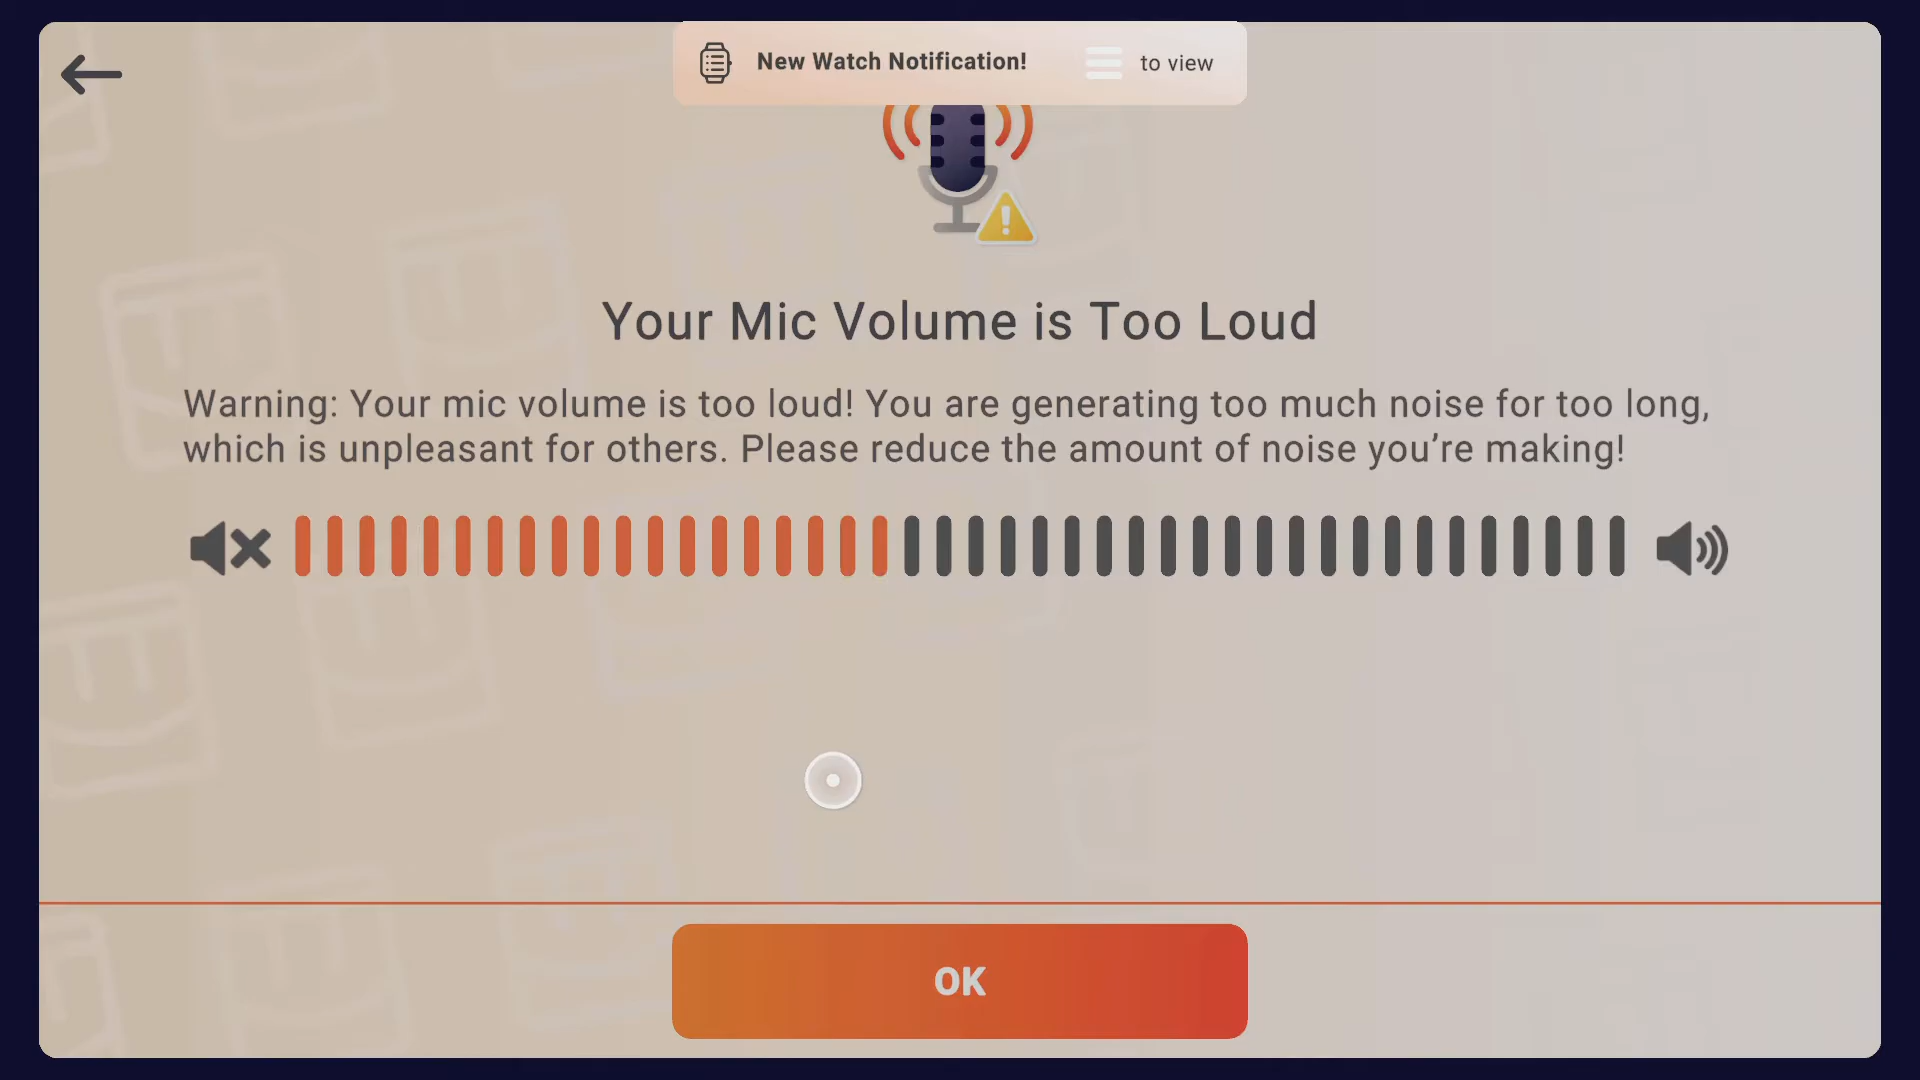 New Watch Notification! to view
Your Mic Volume is Too Loud
Warning: Your mic volume is too loud! You are generating too much noise for too long,
which is unpleasant for others. Please reduce the amount of noise you’re making!
OK